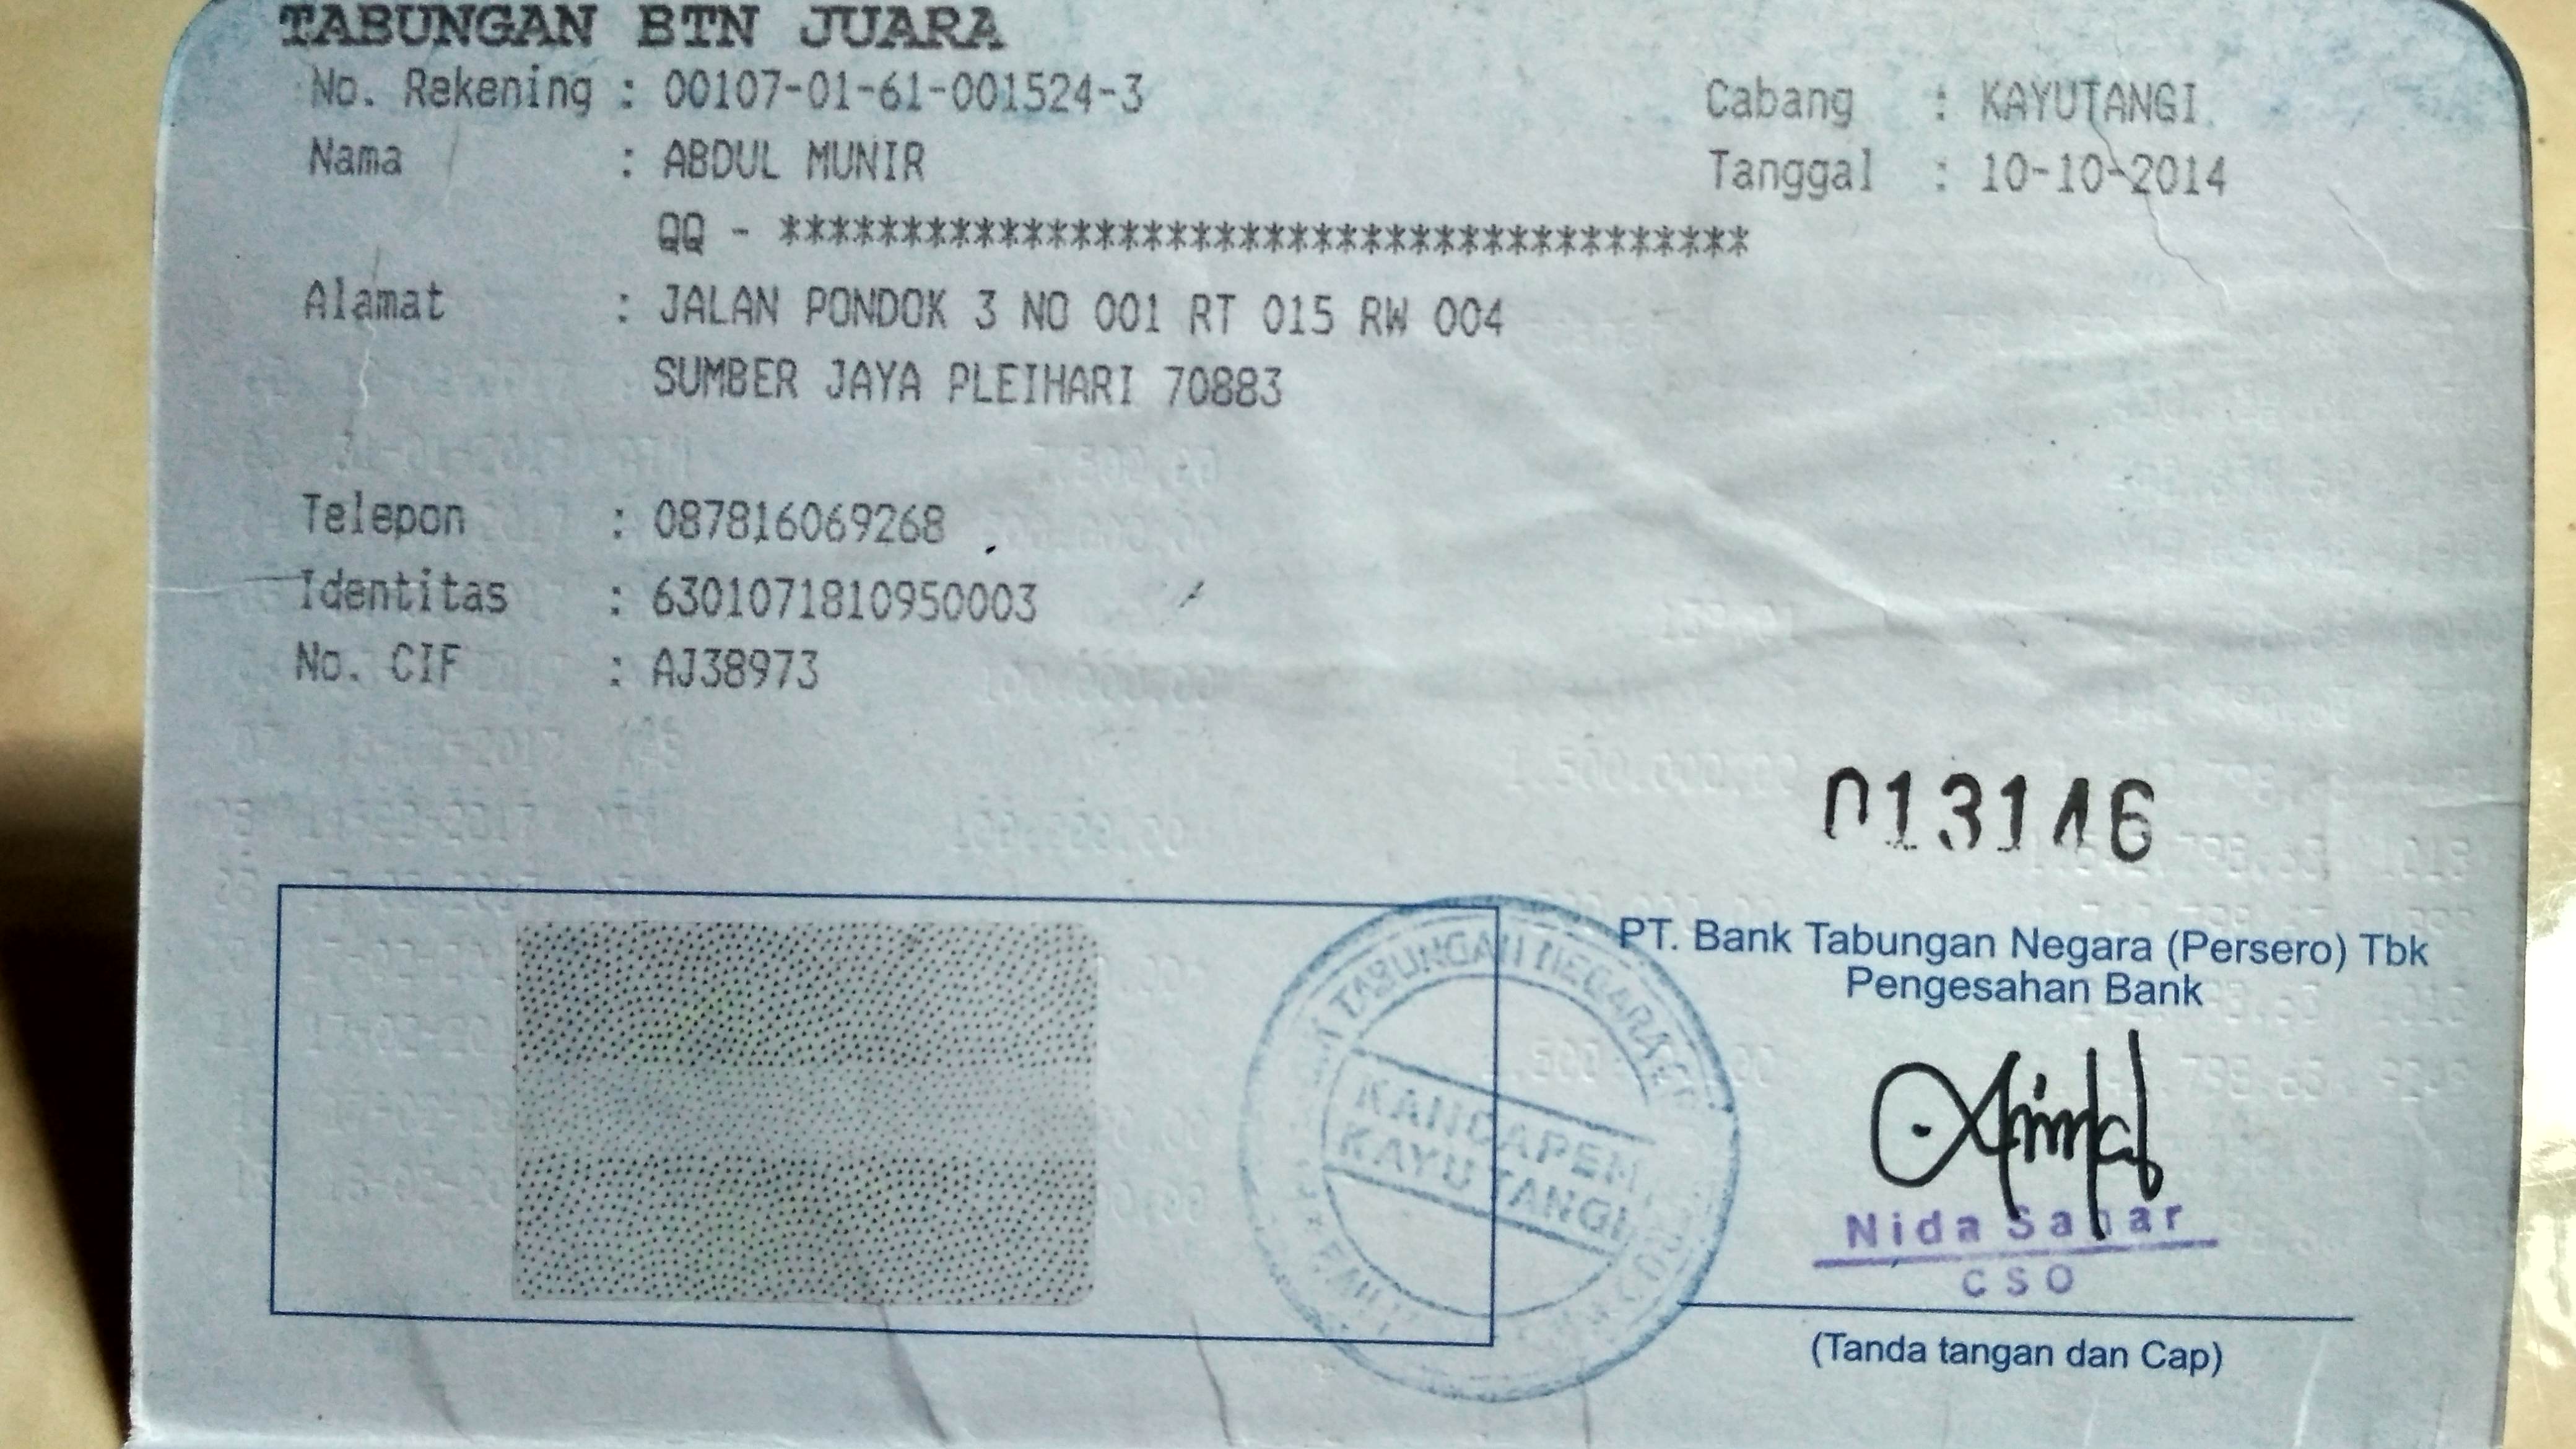 TABUNGAN BTN JUARA
No. Rekening : 00107-01-61-001524-3
Cabang : KAYUTANGI
Nama : ABDUL MUNIR
Tanggal : 10-10-2014
QQ - ****************************************
Alamat : JALAN PONDOK 3 NO 001 RT 015 RW 004
SUMBER JAYA PLEIHARI 70883
Telepon : 087816069268
Identitas : 6301071810950003
No. CIF : AJ38973
013146
PT. Bank Tabungan Negara (Persero) Tbk
Pengesahan Bank
TABUNGAN NEGARA
KANCAPEM
KAYU TANGI
Nida
CSO
(Tanda tangan dan Cap)